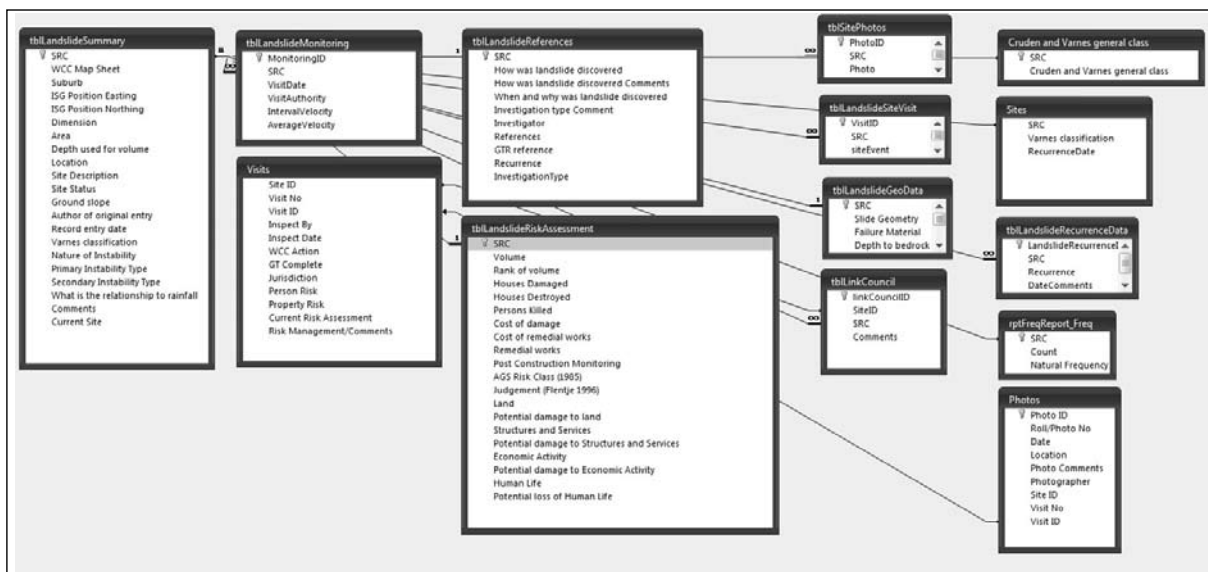 tblLandslideSummary
SRC
WCC Map Sheet
Suburb
ISG Position Easting
ISG Position Northing
Dimension
Area
Depth used for volume
Location
Site Description
Site Status
Ground slope
Author of original entry
Record entry date
Varnes classification
Nature of Instability
Primary Instability Type
Secondary Instability Type
What is the relationship to rainfall
Comments
Current Site
tblLandslideMonitoring
MonitoringID
SRC
VisitDate
VisitAuthority
IntervalVelocity
AverageVelocity
Visits
Site ID
Visit No
Visit ID
Inspect By
Inspect Date
WCC Action
GT Complete
Jurisdiction
Person Risk
Property Risk
Current Risk Assessment
Risk Management/Comments
tblLandslideReferences
SRC
How was landslide discovered
How was landslide discovered Comments
When and why was landslide discovered
Investigation type Comment
Investigator
References
GTR reference
Recurrence
InvestigationType
tblLandslideRiskAssessment
SRC
Volume
Rank of volume
Houses Damaged
Houses Destroyed
Persons Killed
Cost of damage
Cost of remedial works
Remedial works
Post Construction Monitoring
AGS Risk Class (1985)
Judgement (Flentje 1996)
Land
Potential damage to land
Structures and Services
Potential damage to Structures and Services
Economic Activity
Potential damage to Economic Activity
Human Life
Potential loss of Human Life
tblSitePhotos
PhotoID
SRC
Photo
tblLandslideSiteVisit
VisitID
SRC
siteEvent
tblLandslideGeoData
SRC
Slide Geometry
Failure Material
Depth to bedrock
tblLinkCouncil
linkCouncilID
SiteID
SRC
Comments
Cruden and Varnes general class
SRC
Cruden and Varnes general class
Sites
SRC
Varnes classification
RecurrenceDate
tblLandslideRecurrenceData
LandslideRecurrenceI
SRC
Recurrence
DateComments
rptFreqReport_Freq
SRC
Count
Natural Frequency
Photos
Photo ID
Roll/Photo No
Date
Location
Photo Comments
Photographer
Site ID
Visit No
Visit ID
1
∞
∞
1
∞
1
∞
∞